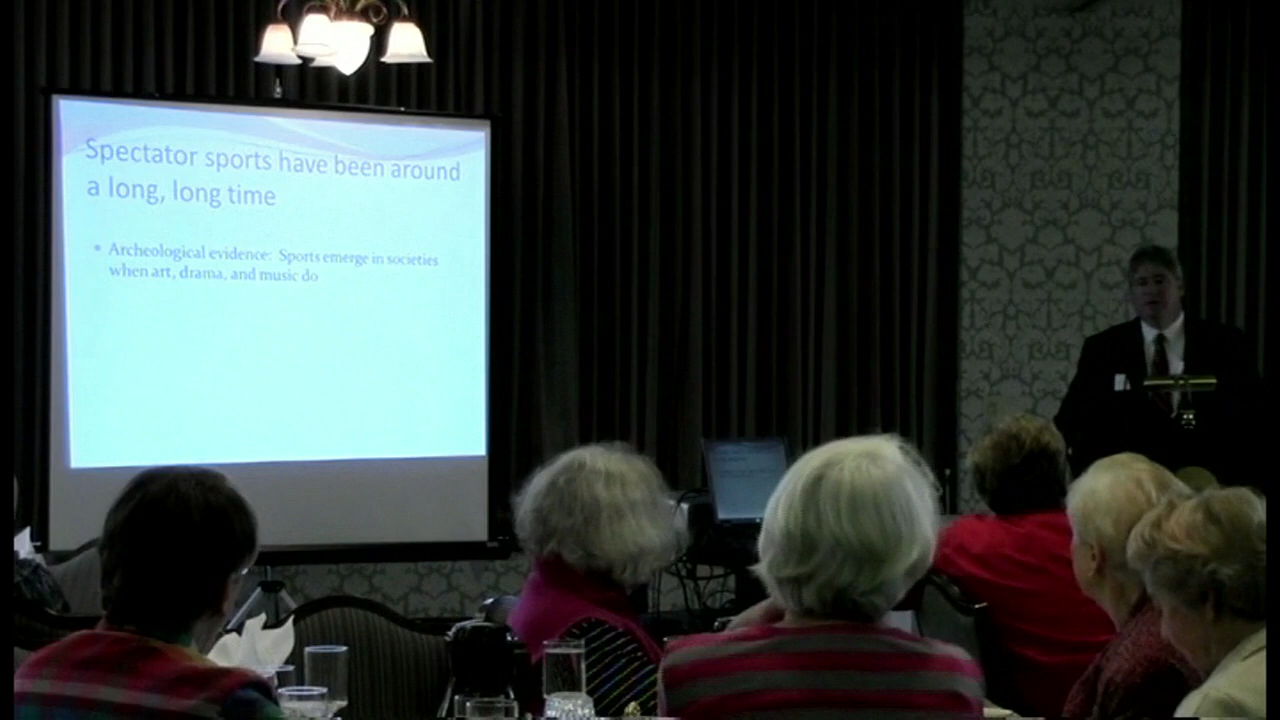 Spectator sports have been around
a long, long time
• Archeological evidence: Sports emerge in societies
when art, drama, and music do